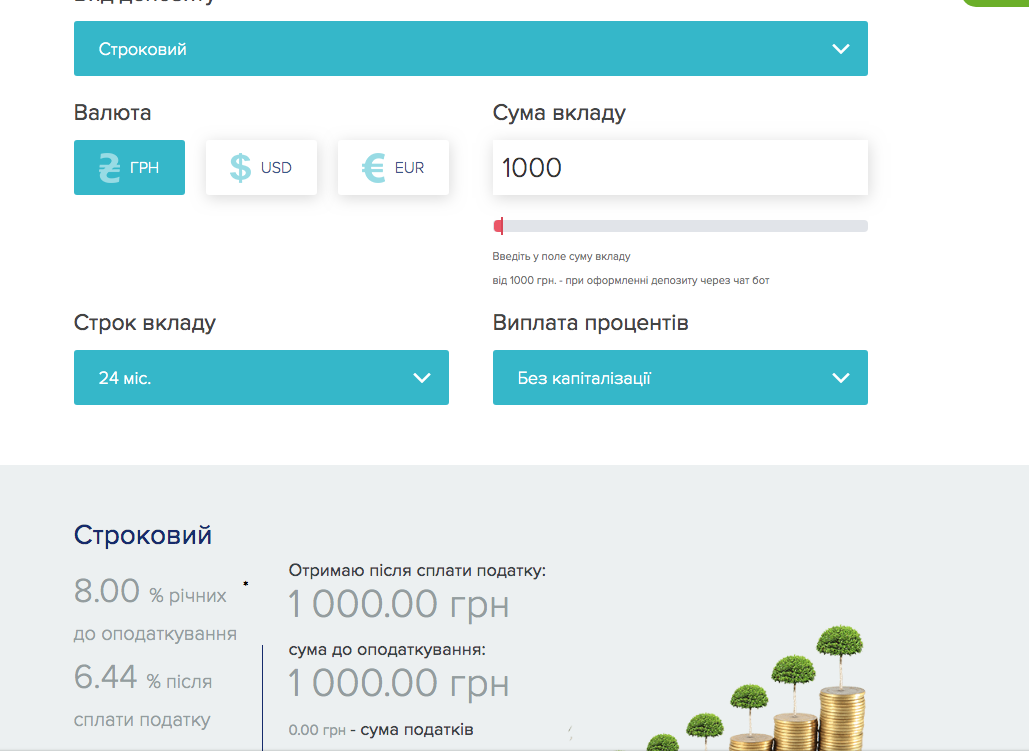 Вид депозиту
Строковий
Валюта
Сума вкладу
₴ ГРН
$ USD
€ EUR
1000
Введіть у поле суму вкладу
від 1000 грн. - при оформленні депозиту через чат бот
Строк вкладу
Виплата процентів
24 міс.
Без капіталізації
Строковий
8.00 % річних *
до оподаткування
6.44 % після
сплати податку
Отримаю після сплати податку:
1 000.00 грн
сума до оподаткування:
1 000.00 грн
0.00 грн - сума податків